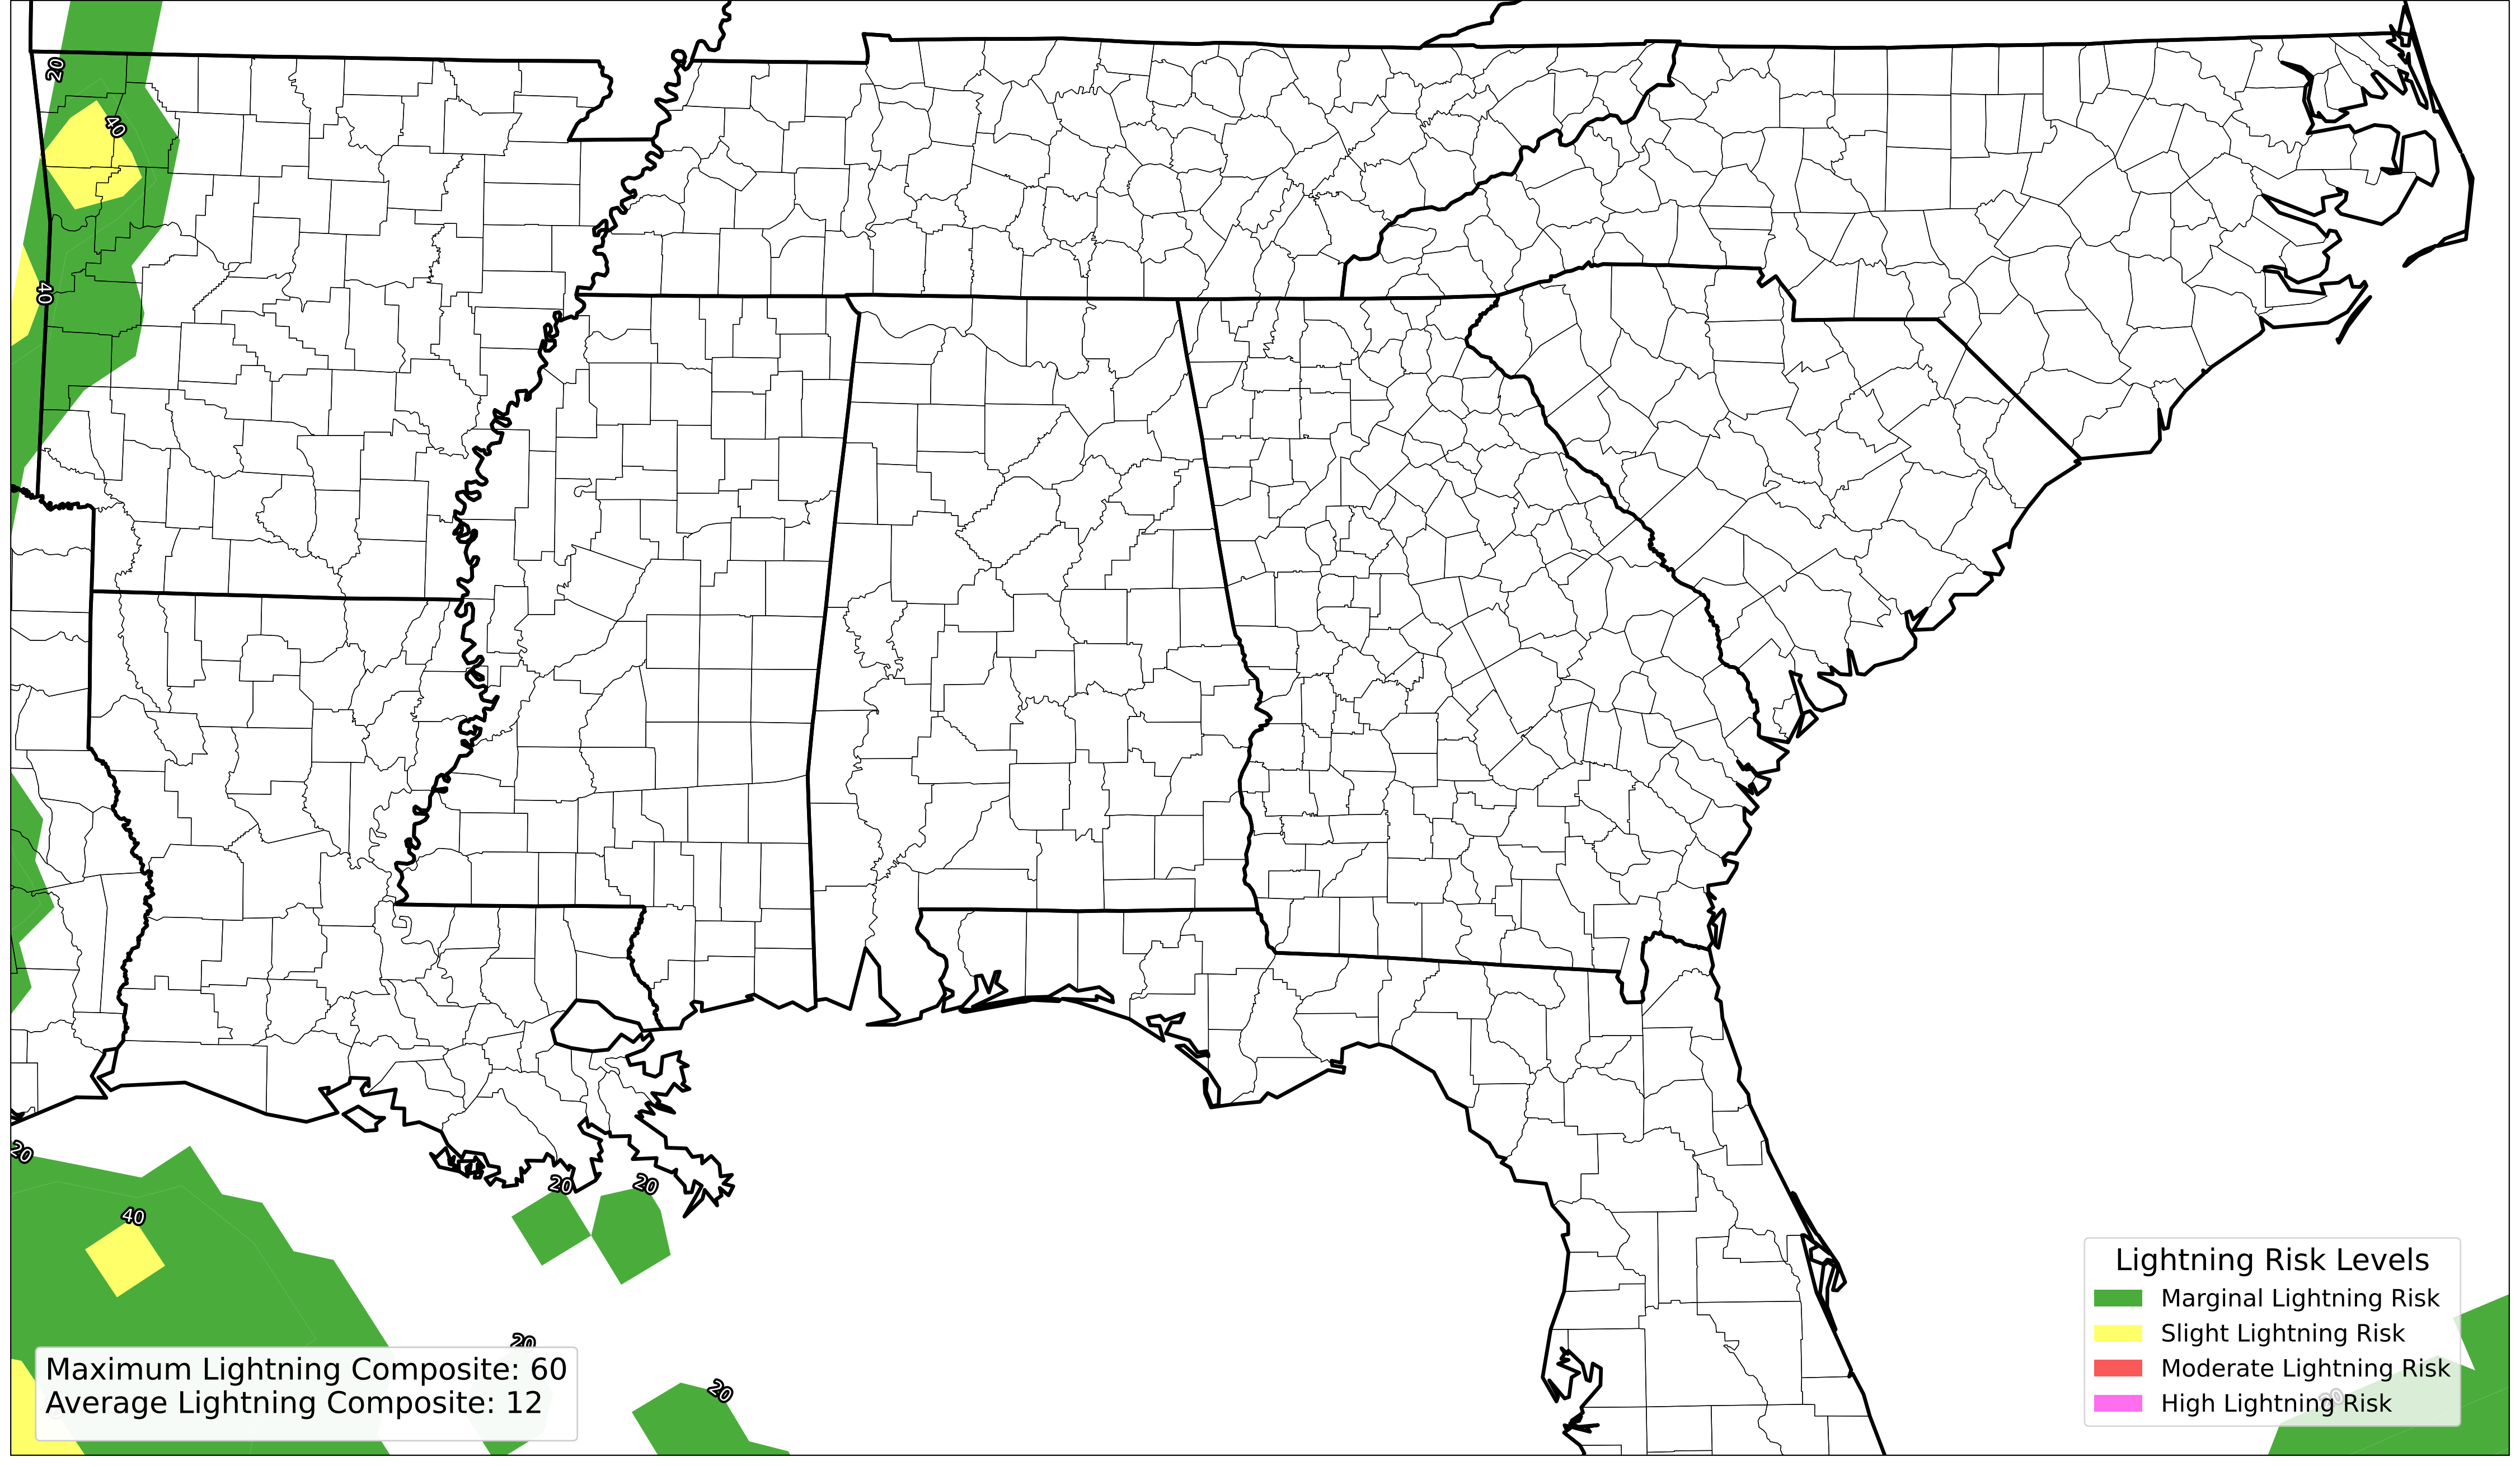 20
40
40
20
20
20
40
20
20
Lightning Risk Levels
Marginal Lightning Risk
Slight Lightning Risk
Moderate Lightning Risk
High Lightning Risk
20
Maximum Lightning Composite: 60
Average Lightning Composite: 12